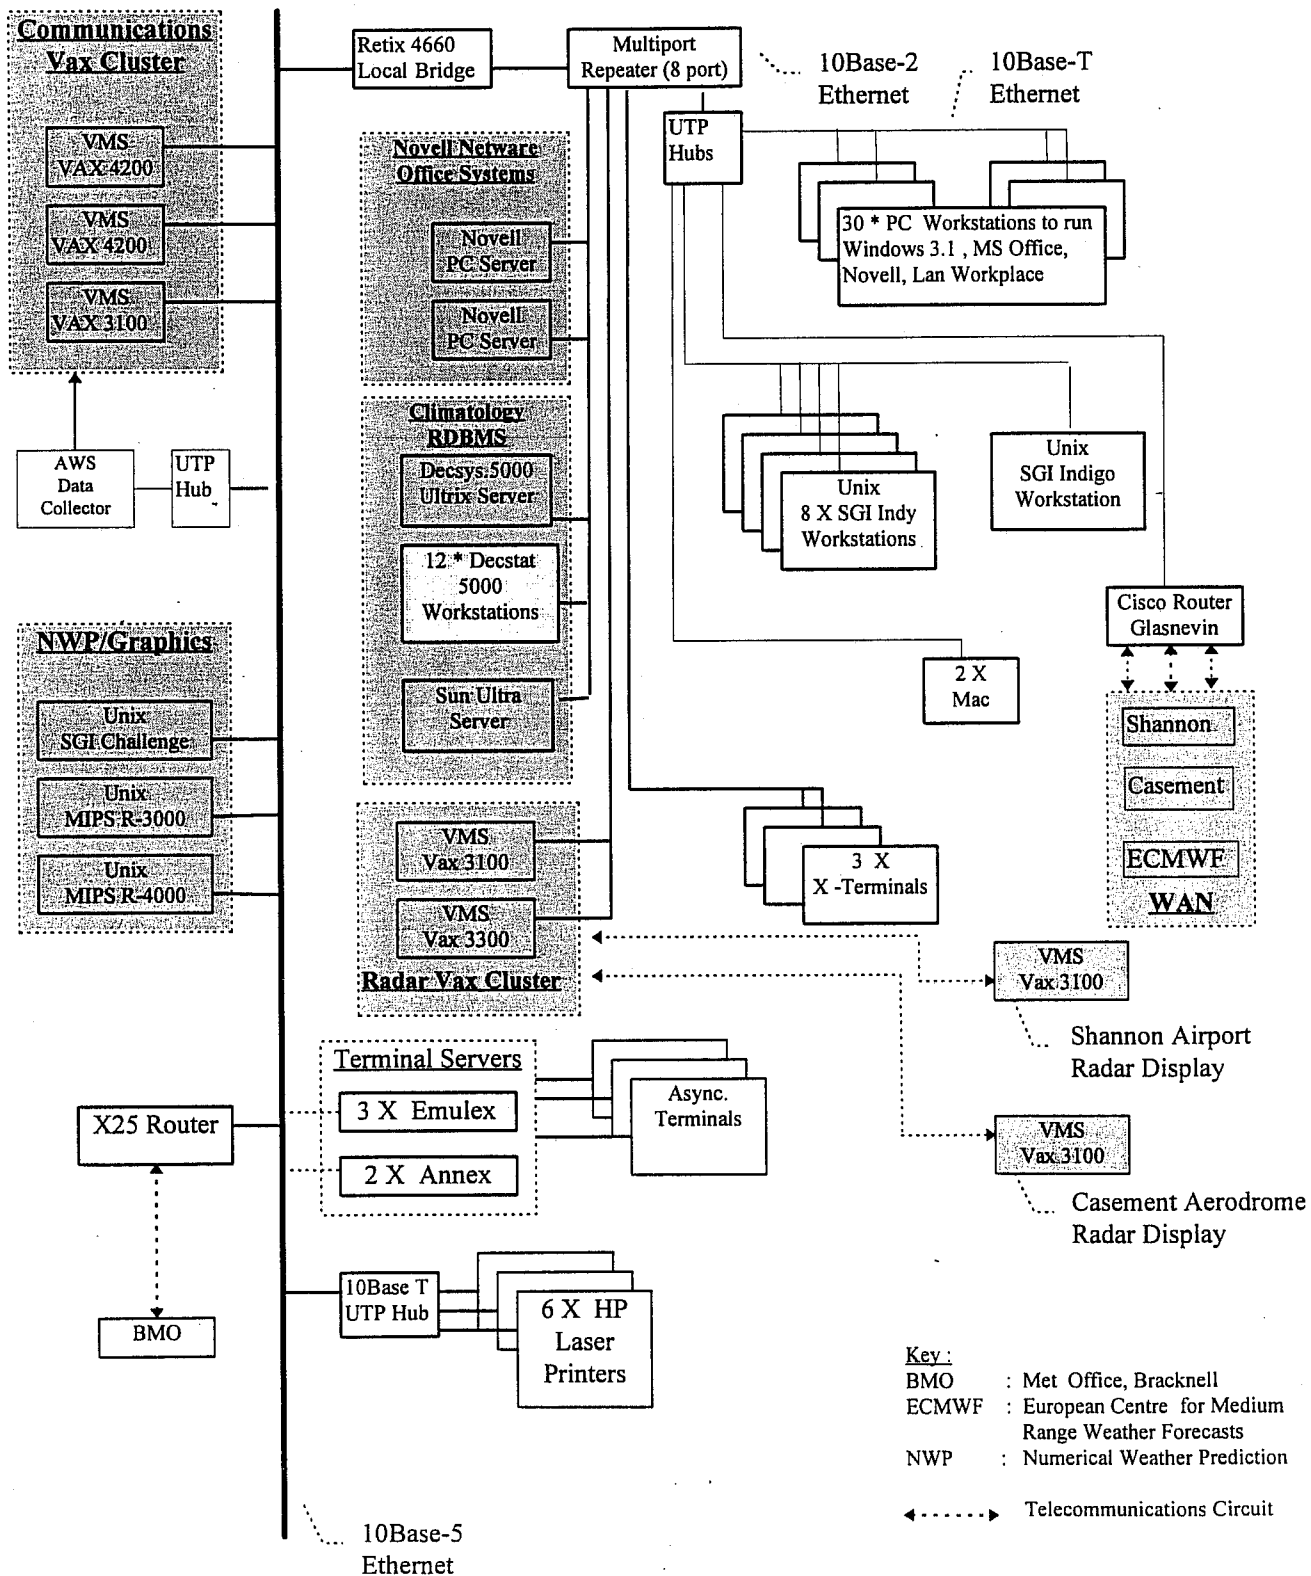 Communications
Vax Cluster
VMS
VAX 4200
VMS
VAX 4200
VMS
VAX 3100
AWS
Data
Collector
UTP
Hub
NWP/Graphics
Unix
SGI Challenge
Unix
MIPS R-3000
Unix
MIPS R-4000
X25 Router
BMO
Retix 4660
Local Bridge
Multiport
Repeater (8 port)
10Base-2
Ethernet
10Base-T
Ethernet
Novell Netware
Office Systems
Novell
PC Server
Novell
PC Server
Climatology
RDBMS
Decsys 5000
Ultrix Server
12 * Decstat
5000
Workstations
Sun Ultra
Server
VMS
Vax 3100
VMS
Vax 3300
Radar Vax Cluster
UTP
Hubs
30 * PC Workstations to run
Windows 3.1 , MS Office,
Novell, Lan Workplace
Unix
8 X SGI Indy
Workstations
Unix
SGI Indigo
Workstation
Cisco Router
Glasnevin
2 X
Mac
Shannon
Casement
ECMWF
WAN
3 X
X -Terminals
VMS
Vax 3100
Shannon Airport
Radar Display
VMS
Vax 3100
Casement Aerodrome
Radar Display
Terminal Servers
3 X Emulex
2 X Annex
Async.
Terminals
10Base T
UTP Hub
6 X HP
Laser
Printers
10Base-5
Ethernet
Key :
BMO : Met Office, Bracknell
ECMWF : European Centre for Medium
Range Weather Forecasts
NWP : Numerical Weather Prediction
Telecommunications Circuit